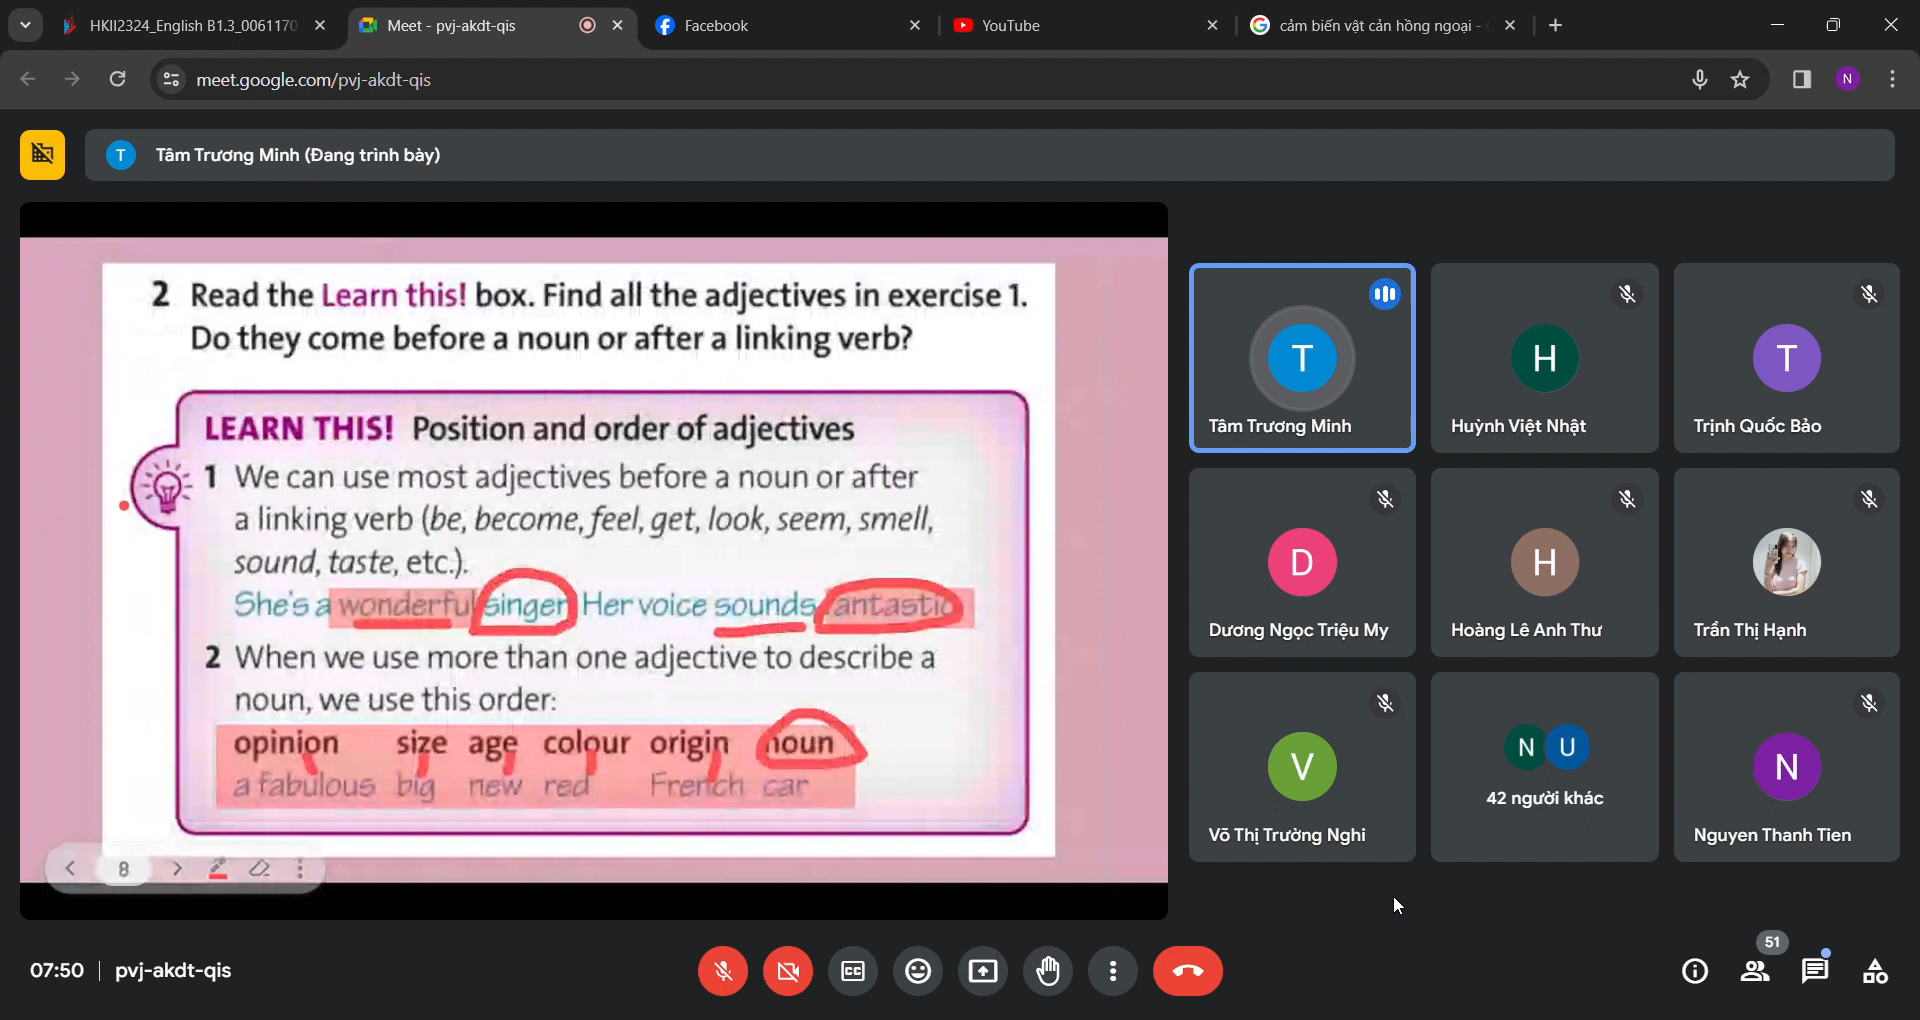 HKII2324_English B1.3_0061170
Meet - pvj-akdt-qis
Facebook
YouTube
cảm biến vật cản hồng ngoại -
meet.google.com/pvj-akdt-qis
N
T
Tâm Trương Minh (Đang trình bày)
2 Read the Learn this! box. Find all the adjectives in exercise 1.
Do they come before a noun or after a linking verb?
LEARN THIS! Position and order of adjectives
1 We can use most adjectives before a noun or after
a linking verb (be, become, feel, get, look, seem, smell,
sound, taste, etc.).
She's a wonderful singer. Her voice sounds fantastic
2 When we use more than one adjective to describe a
noun, we use this order:
opinion size age colour origin noun
a fabulous big new red French car
8
T
Tâm Trương Minh
H
Huỳnh Việt Nhật
T
Trịnh Quốc Bảo
D
Dương Ngọc Triệu My
H
Hoàng Lê Anh Thư
Trần Thị Hạnh
V
Võ Thị Trường Nghi
N U
42 người khác
N
Nguyen Thanh Tien
07:50 | pvj-akdt-qis
CC
51